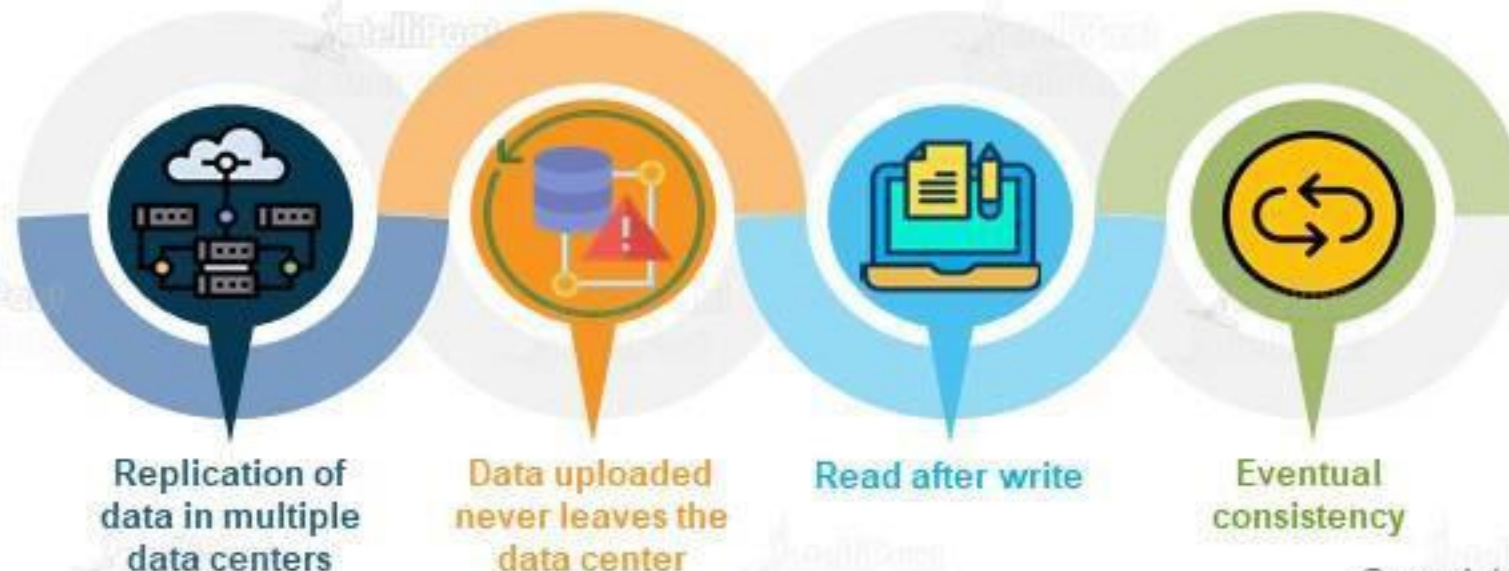 Replication of
data in multiple
data centers
Data uploaded
never leaves the
data center
Read after write
Eventual
consistency